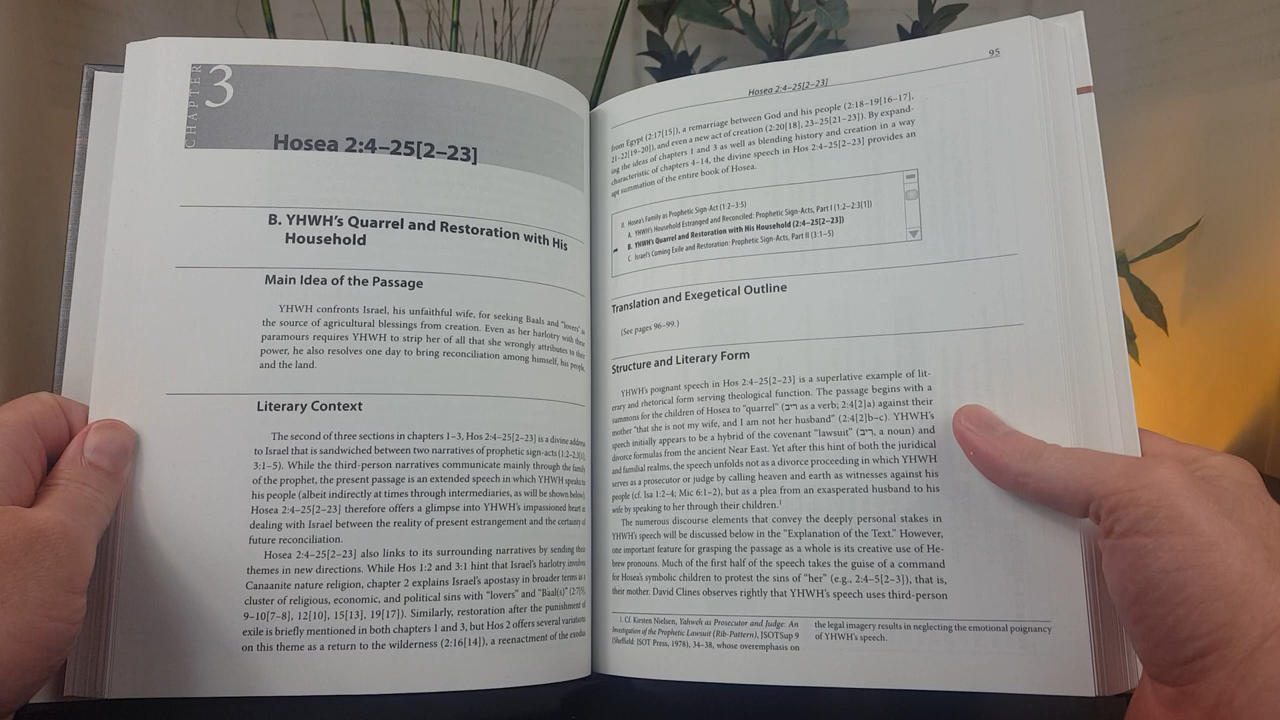 CHAPTER 3
Hosea 2:4–25[2–23]
B. YHWH's Quarrel and Restoration with His
Household
Main Idea of the Passage
YHWH confronts Israel, his unfaithful wife, for seeking Baals and "lovers" as
the source of agricultural blessings from creation. Even as her harlotry with these
paramours requires YHWH to strip her of all that she wrongly attributes to their
power, he also resolves one day to bring reconciliation among himself, his people,
and the land.
Literary Context
The second of three sections in chapters 1–3, Hos 2:4–25[2–23] is a divine address
to Israel that is sandwiched between two narratives of prophetic sign-acts (1:2–2:3[1];
3:1–5). While the third-person narratives communicate mainly through the family
of the prophet, the present passage is an extended speech in which YHWH speaks to
his people (albeit indirectly at times through intermediaries, as will be shown below).
Hosea 2:4–25[2–23] therefore offers a glimpse into YHWH's impassioned heart in
dealing with Israel between the reality of present estrangement and the certainty of
future reconciliation.
Hosea 2:4–25[2–23] also links to its surrounding narratives by sending their
themes in new directions. While Hos 1:2 and 3:1 hint that Israel's harlotry involves
Canaanite nature religion, chapter 2 explains Israel's apostasy in broader terms as a
cluster of religious, economic, and political sins with "lovers" and "Baal(s)" (2:7[5],
9–10[7–8], 12[10], 15[13], 19[17]). Similarly, restoration after the punishment of
exile is briefly mentioned in both chapters 1 and 3, but Hos 2 offers several variations
on this theme as a return to the wilderness (2:16[14]), a reenactment of the exodus
95
Hosea 2:4–25[2–23]
from Egypt (2:17[15]), a remarriage between God and his people (2:18–19[16–17],
21–22[19–20]), and even a new act of creation (2:20[18], 23–25[21–23]). By expand-
ing the ideas of chapters 1 and 3 as well as blending history and creation in a way
characteristic of chapters 4–14, the divine speech in Hos 2:4–25[2–23] provides an
apt summation of the entire book of Hosea.
II. Hosea's Family as Prophetic Sign-Act (1:2–3:5)
A. YHWH's Household Estranged and Reconciled: Prophetic Sign-Acts, Part I (1:2–2:3[1])
B. YHWH's Quarrel and Restoration with His Household (2:4–25[2–23])
C. Israel's Coming Exile and Restoration: Prophetic Sign-Acts, Part II (3:1–5)
Translation and Exegetical Outline
(See pages 96–99.)
Structure and Literary Form
YHWH's poignant speech in Hos 2:4–25[2–23] is a superlative example of lit-
erary and rhetorical form serving theological function. The passage begins with a
summons for the children of Hosea to "quarrel" (ריב as a verb; 2:4[2]a) against their
mother "that she is not my wife, and I am not her husband" (2:4[2]b–c). YHWH's
speech initially appears to be a hybrid of the covenant "lawsuit" (ריב, a noun) and
divorce formulas from the ancient Near East. Yet after this hint of both the juridical
and familial realms, the speech unfolds not as a divorce proceeding in which YHWH
serves as a prosecutor or judge by calling heaven and earth as witnesses against his
people (cf. Isa 1:2–4; Mic 6:1–2), but as a plea from an exasperated husband to his
wife by speaking to her through their children.1
The numerous discourse elements that convey the deeply personal stakes in
YHWH's speech will be discussed below in the "Explanation of the Text." However,
one important feature for grasping the passage as a whole is its creative use of He-
brew pronouns. Much of the first half of the speech takes the guise of a command
for Hosea's symbolic children to protest the sins of "her" (e.g., 2:4–5[2–3]), that is,
their mother. David Clines observes rightly that YHWH's speech uses third-person
1. Cf. Kirsten Nielsen, Yahweh as Prosecutor and Judge: An
Investigation of the Prophetic Lawsuit (Rîb-Pattern), JSOTSup 9
(Sheffield: JSOT Press, 1978), 34–38, whose overemphasis on
the legal imagery results in neglecting the emotional poignancy
of YHWH's speech.